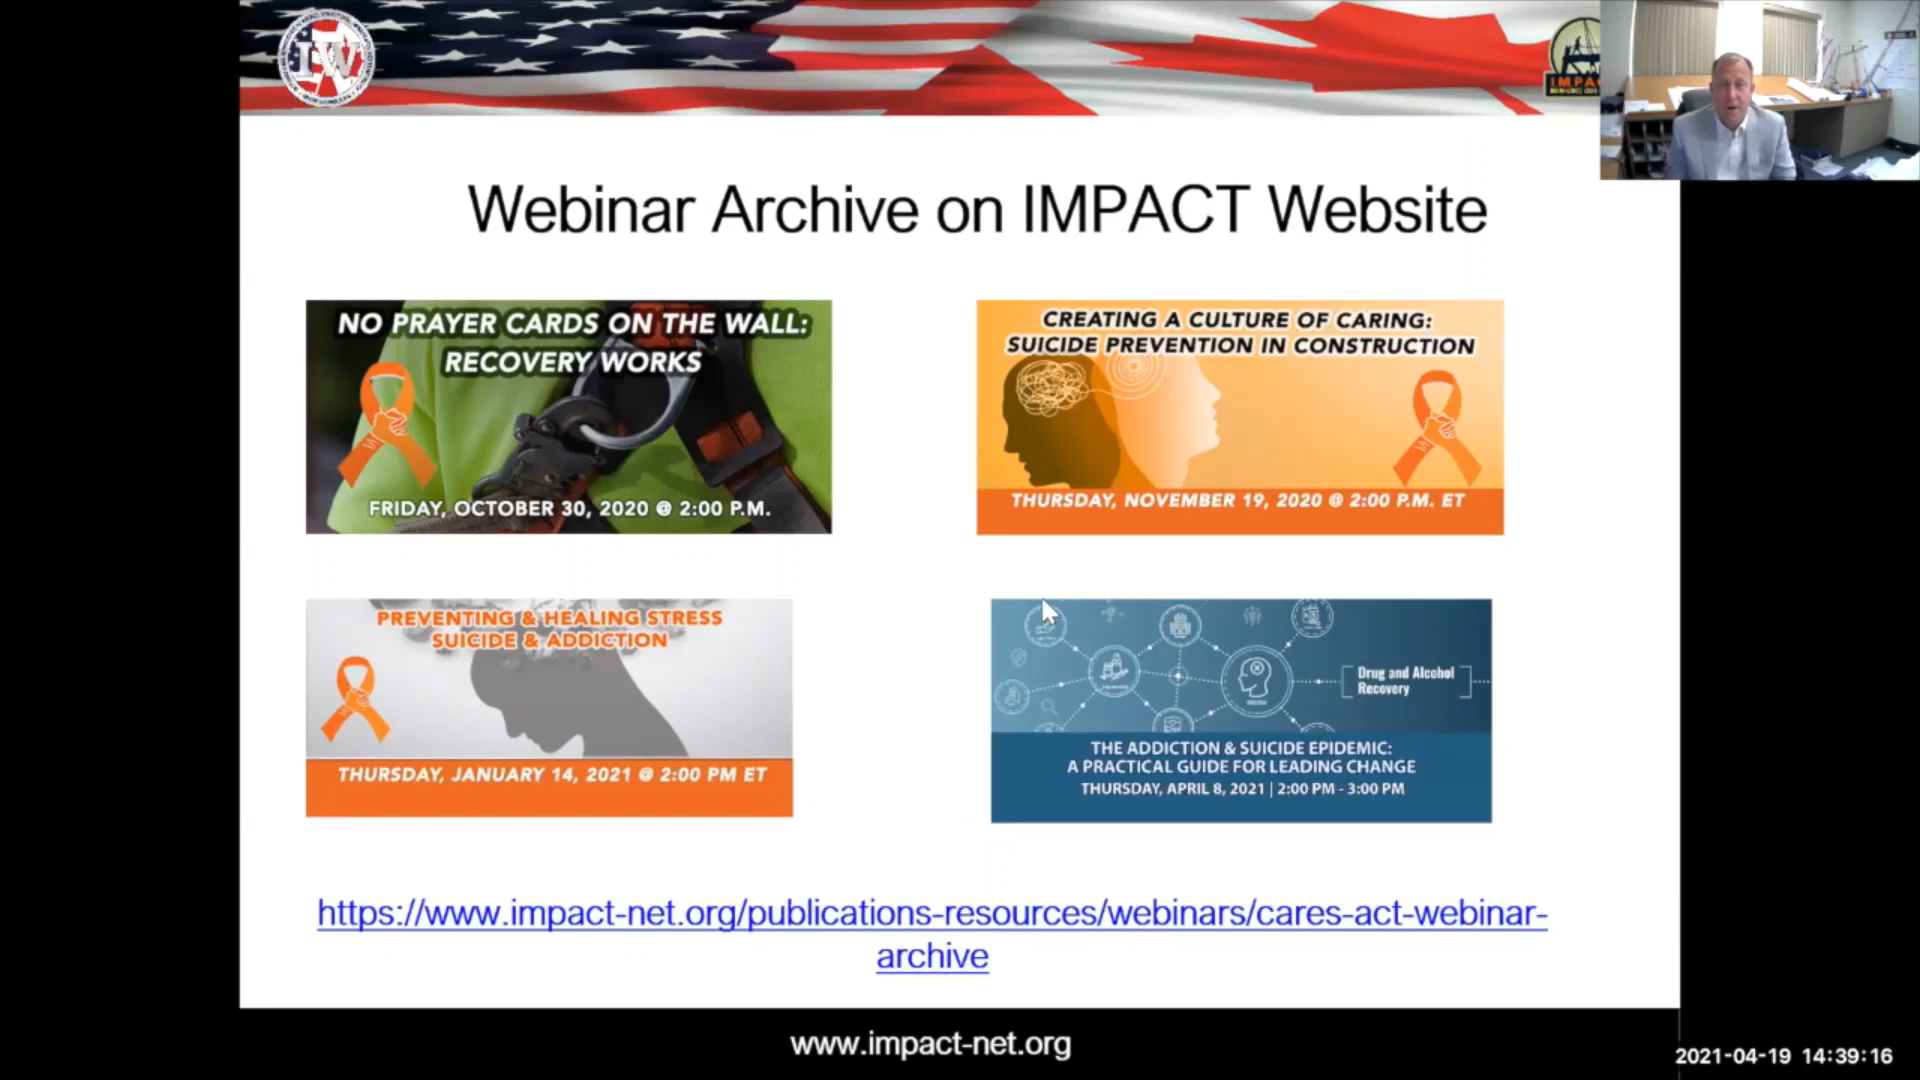 IW
IMPA
Webinar Archive on IMPACT Website
NO PRAYER CARDS ON THE WALL:
RECOVERY WORKS
FRIDAY, OCTOBER 30, 2020 @ 2:00 P.M.
CREATING A CULTURE OF CARING:
SUICIDE PREVENTION IN CONSTRUCTION
THURSDAY, NOVEMBER 19, 2020 @ 2:00 P.M. ET
PREVENTING & HEALING STRESS
SUICIDE & ADDICTION
THURSDAY, JANUARY 14, 2021 @ 2:00 PM ET
Drug and Alcohol
Recovery
THE ADDICTION & SUICIDE EPIDEMIC:
A PRACTICAL GUIDE FOR LEADING CHANGE
THURSDAY, APRIL 8, 2021 | 2:00 PM - 3:00 PM
https://www.impact-net.org/publications-resources/webinars/cares-act-webinar-
archive
www.impact-net.org
2021-04-19 14:39:16